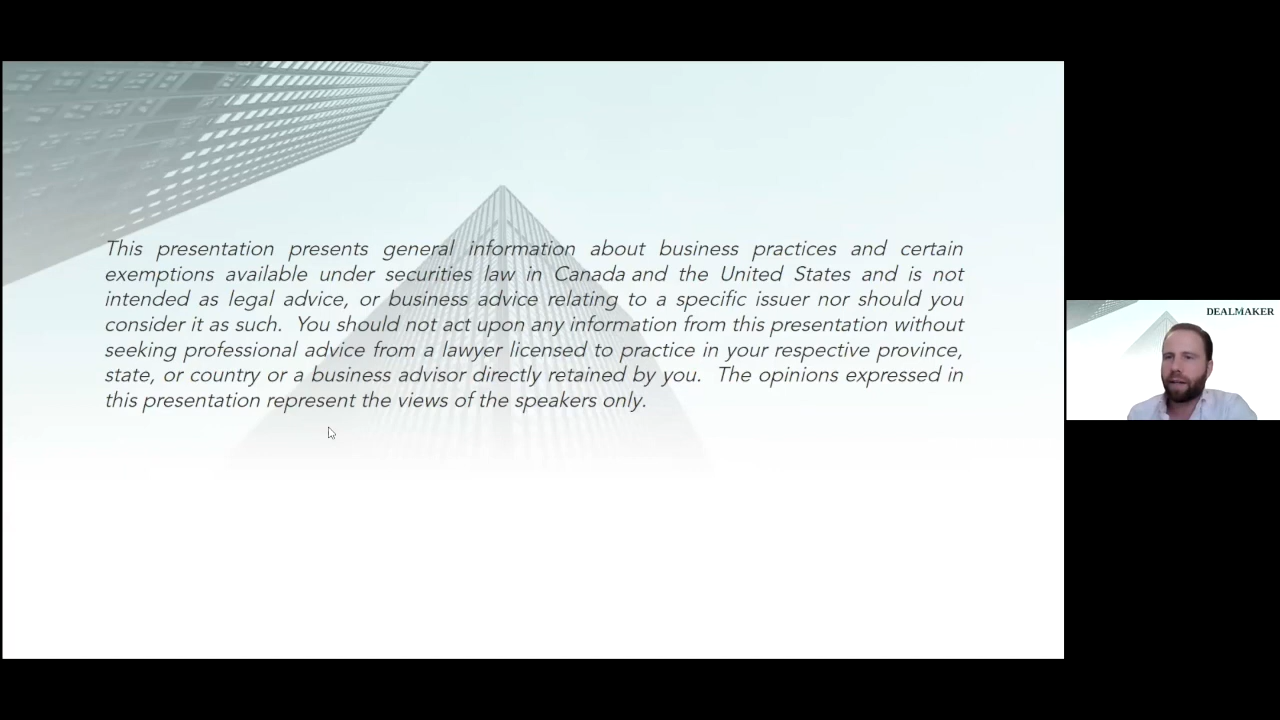 This presentation presents general information about business practices and certain
exemptions available under securities law in Canada and the United States and is not
intended as legal advice, or business advice relating to a specific issuer nor should you
consider it as such. You should not act upon any information from this presentation without
seeking professional advice from a lawyer licensed to practice in your respective province,
state, or country or a business advisor directly retained by you. The opinions expressed in
this presentation represent the views of the speakers only.
DEALMAKER